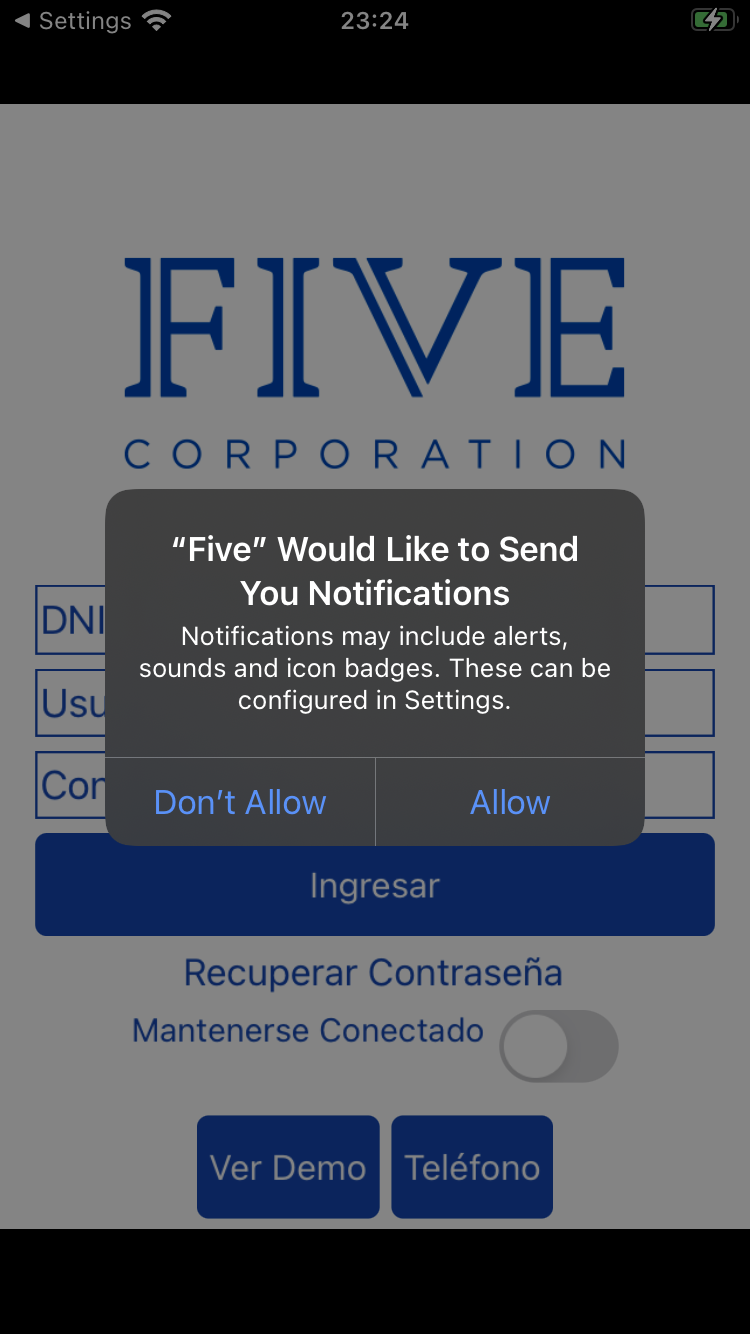 Settings
23:24
FIVE
CORPORATION
“Five” Would Like to Send
You Notifications
Notifications may include alerts,
sounds and icon badges. These can be
configured in Settings.
Don’t Allow
Allow
DNI
Ingresar
Recuperar Contraseña
Mantenerse Conectado
Ver Demo
Teléfono